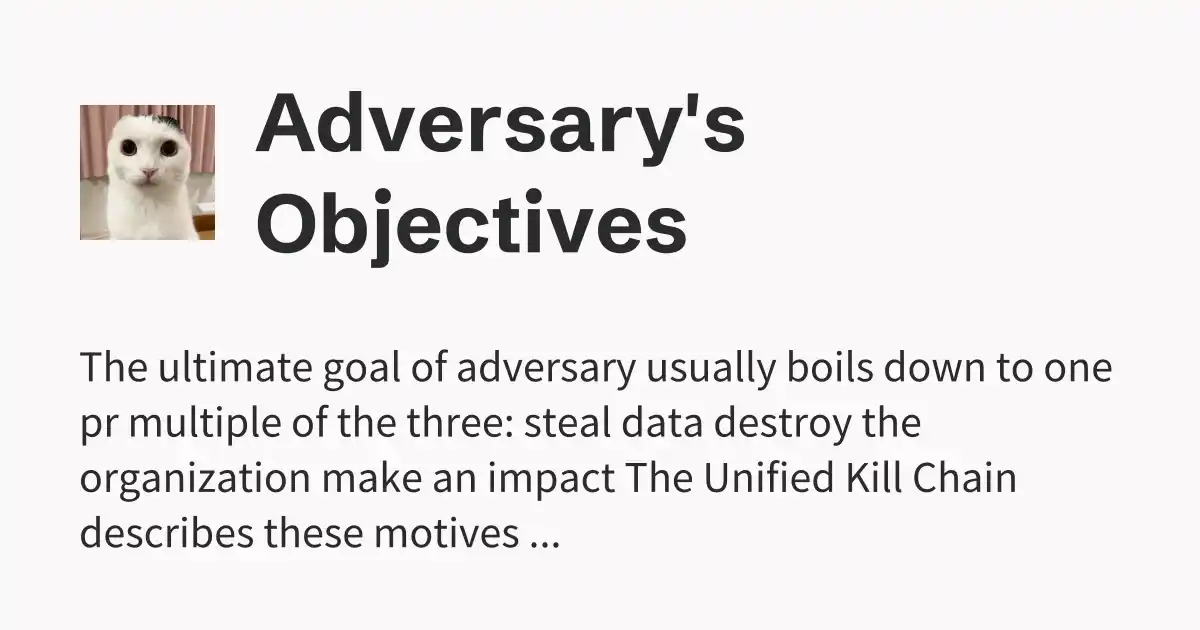 Adversary's
Objectives
The ultimate goal of adversary usually boils down to one
pr multiple of the three: steal data destroy the
organization make an impact The Unified Kill Chain
describes these motives ...